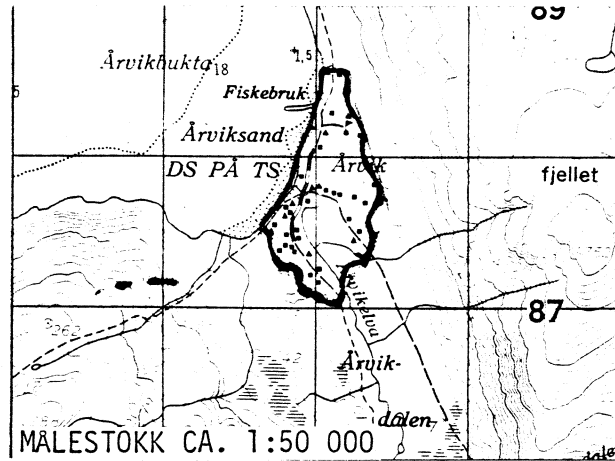 89
1,5
Årvikbukta 18
5
Fiskebruk
Årviksand
DS PÅ TS
Årvik
fjellet
87
262
Årvik-
dalen
MÅLESTOKK CA. 1:50 000